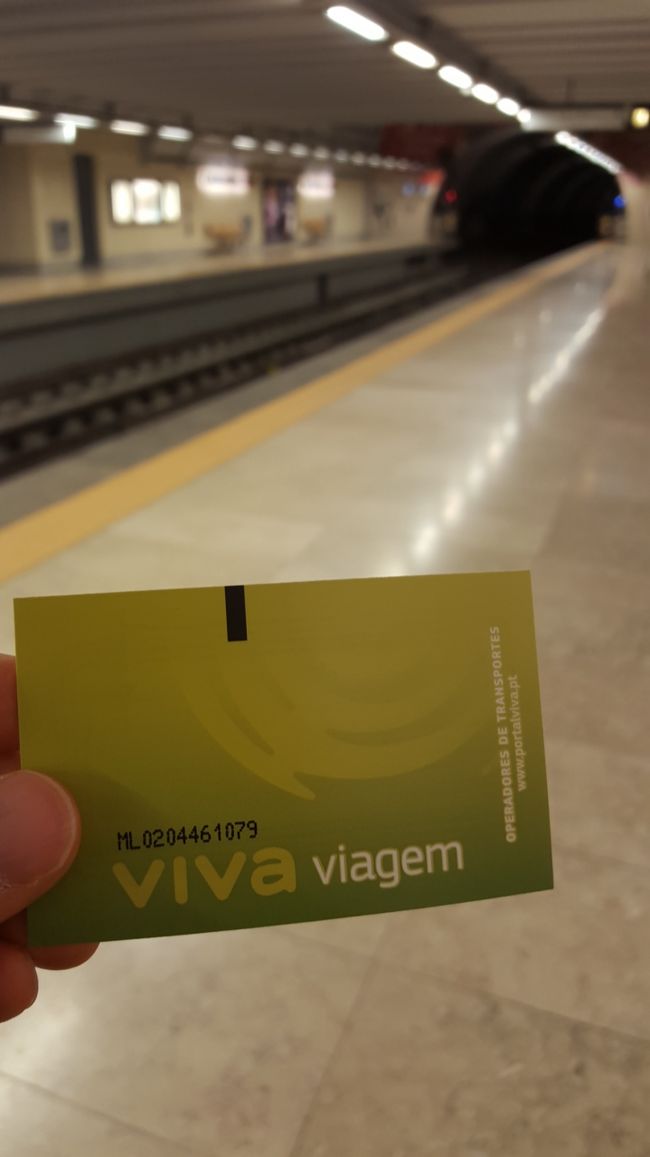 ML0204461079
viva viagem
OPERADORES DE TRANSPORTES
www.portalviva.pt